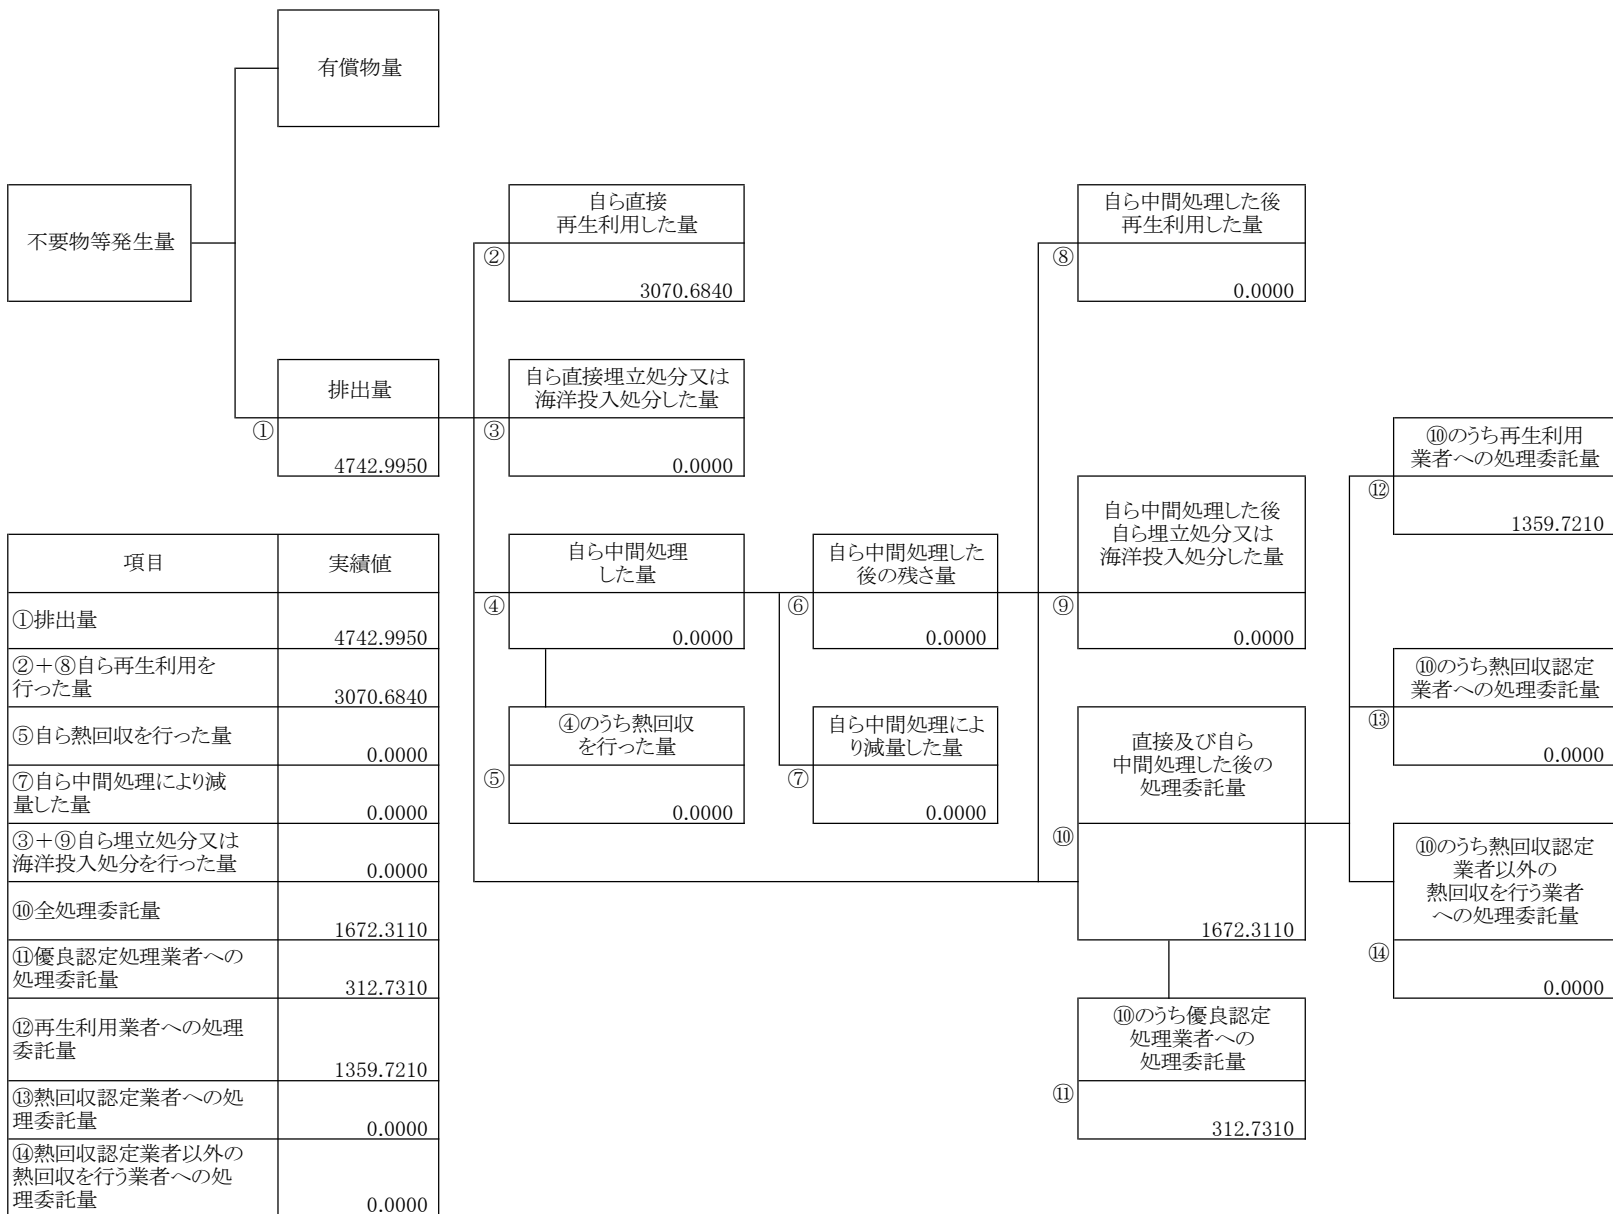 有償物量
不要物等発生量
自ら直接
再生利用した量
②
3070.6840
自ら中間処理した後
再生利用した量
⑧
0.0000
排出量
①
4742.9950
自ら直接埋立処分又は
海洋投入処分した量
③
0.0000
⑩のうち再生利用
業者への処理委託量
⑫
1359.7210
自ら中間処理
した量
④
0.0000
自ら中間処理した
後の残さ量
⑥
0.0000
自ら中間処理した後
自ら埋立処分又は
海洋投入処分した量
⑨
0.0000
⑩のうち熱回収認定
業者への処理委託量
⑬
0.0000
④のうち熱回収
を行った量
⑤
0.0000
自ら中間処理によ
り減量した量
⑦
0.0000
直接及び自ら
中間処理した後の
処理委託量
⑩
1672.3110
⑩のうち熱回収認定
業者以外の
熱回収を行う業者
への処理委託量
⑭
0.0000
⑩のうち優良認定
処理業者への
処理委託量
⑪
312.7310
項目 実績値
①排出量
4742.9950
②＋⑧自ら再生利用を
行った量
3070.6840
⑤自ら熱回収を行った量
0.0000
⑦自ら中間処理により減
量した量
0.0000
③＋⑨自ら埋立処分又は
海洋投入処分を行った量
0.0000
⑩全処理委託量
1672.3110
⑪優良認定処理業者への
処理委託量
312.7310
⑫再生利用業者への処理
委託量
1359.7210
⑬熱回収認定業者への処
理委託量
0.0000
⑭熱回収認定業者以外の
熱回収を行う業者への処
理委託量
0.0000